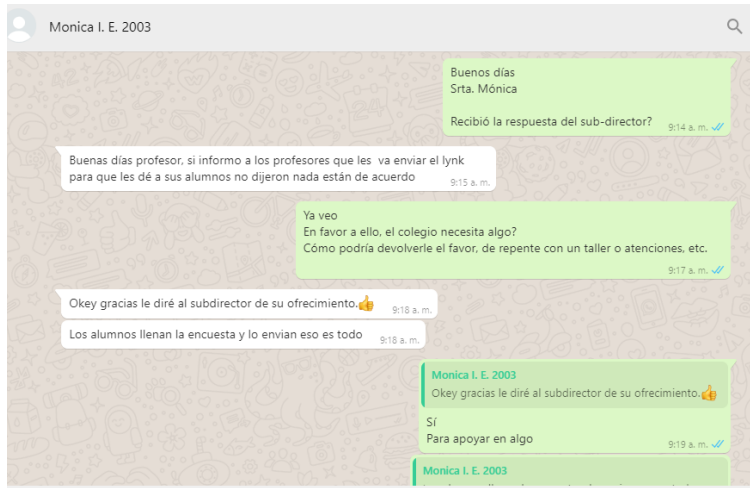 Monica I. E. 2003
Buenos días
Srta. Mónica
Recibió la respuesta del sub-director?
9:14 a. m.
Buenas días profesor, si informo a los profesores que les va enviar el lynk
para que les dé a sus alumnos no dijeron nada están de acuerdo
9:15 a. m.
Ya veo
En favor a ello, el colegio necesita algo?
Cómo podría devolverle el favor, de repente con un taller o atenciones, etc.
9:17 a. m.
Okey gracias le diré al subdirector de su ofrecimiento.👍
9:18 a. m.
Los alumnos llenan la encuesta y lo envian eso es todo
9:18 a. m.
Monica I. E. 2003
Okey gracias le diré al subdirector de su ofrecimiento.👍
Sí
Para apoyar en algo
9:19 a. m.
Monica I. E. 2003